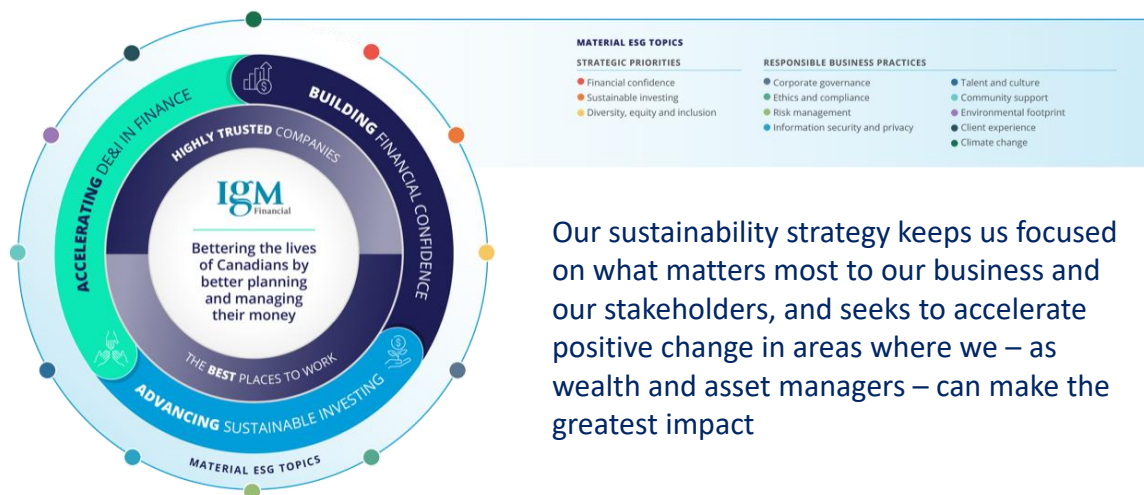 MATERIAL ESG TOPICS
STRATEGIC PRIORITIES
Financial confidence
Sustainable investing
Diversity, equity and inclusion
RESPONSIBLE BUSINESS PRACTICES
Corporate governance
Ethics and compliance
Risk management
Information security and privacy
Talent and culture
Community support
Environmental footprint
Client experience
Climate change
ACCELERATING DE&I IN FINANCE
BUILDING FINANCIAL CONFIDENCE
ADVANCING SUSTAINABLE INVESTING
HIGHLY TRUSTED COMPANIES
THE BEST PLACES TO WORK
IGM
Financial
Bettering the lives
of Canadians by
better planning
and managing
their money
MATERIAL ESG TOPICS
Our sustainability strategy keeps us focused
on what matters most to our business and
our stakeholders, and seeks to accelerate
positive change in areas where we – as
wealth and asset managers – can make the
greatest impact